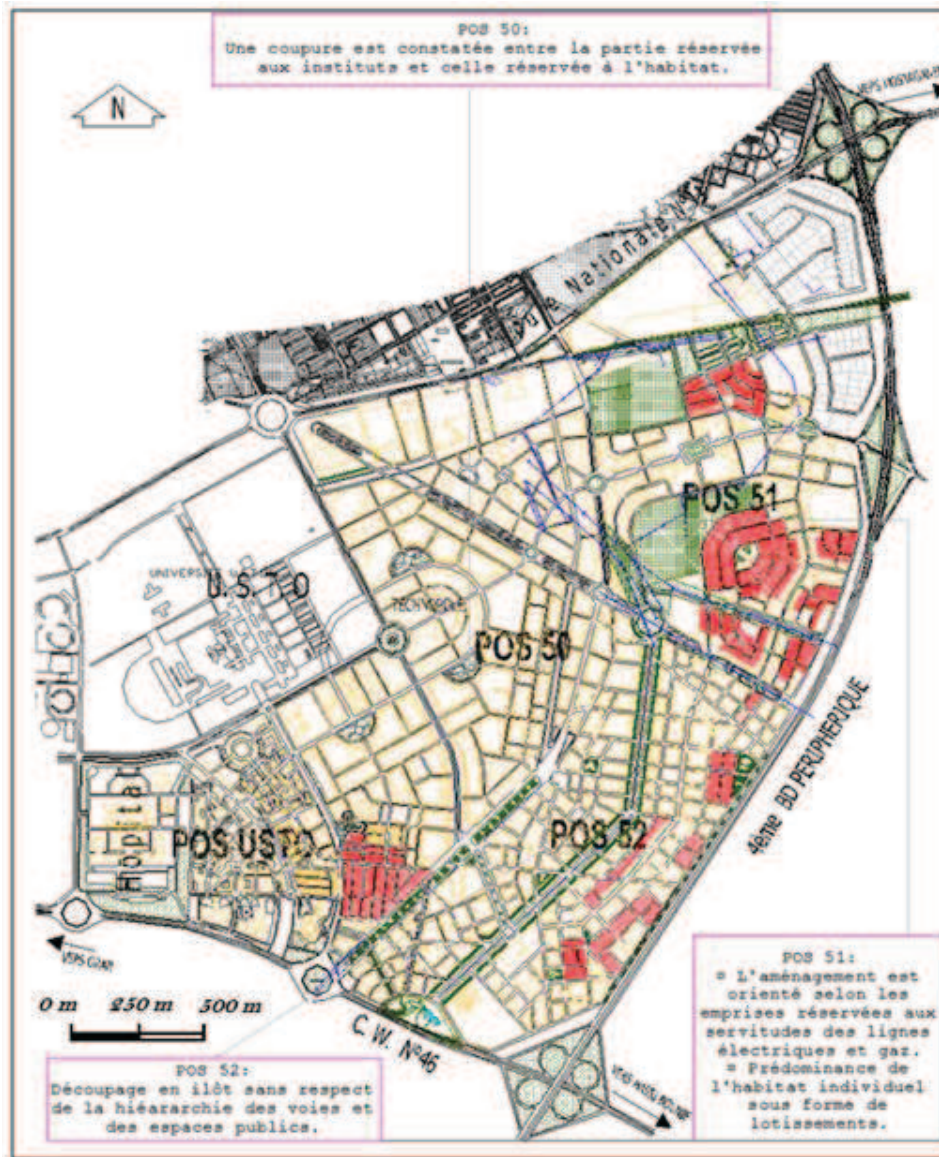 POS 50:
Une coupure est constatée entre la partie réservée
aux instituts et celle réservée à l'habitat.
N
Nationale N°
POS 51
U.S.T.O
POS 50
POS 52
POS USTO
Hôpital
4ème BD PERIPHERIQUE
0 m 250 m 500 m
C. W. N°46
POS 52:
Découpage en ilôt sans respect
de la hiéararchie des voies et
des espaces publics.
POS 51:
¤ L'aménagement est
orienté selon les
emprises réservées aux
servitudes des lignes
électriques et gaz.
¤ Prédominance de
l'habitat individuel
sous forme de
lotissements.